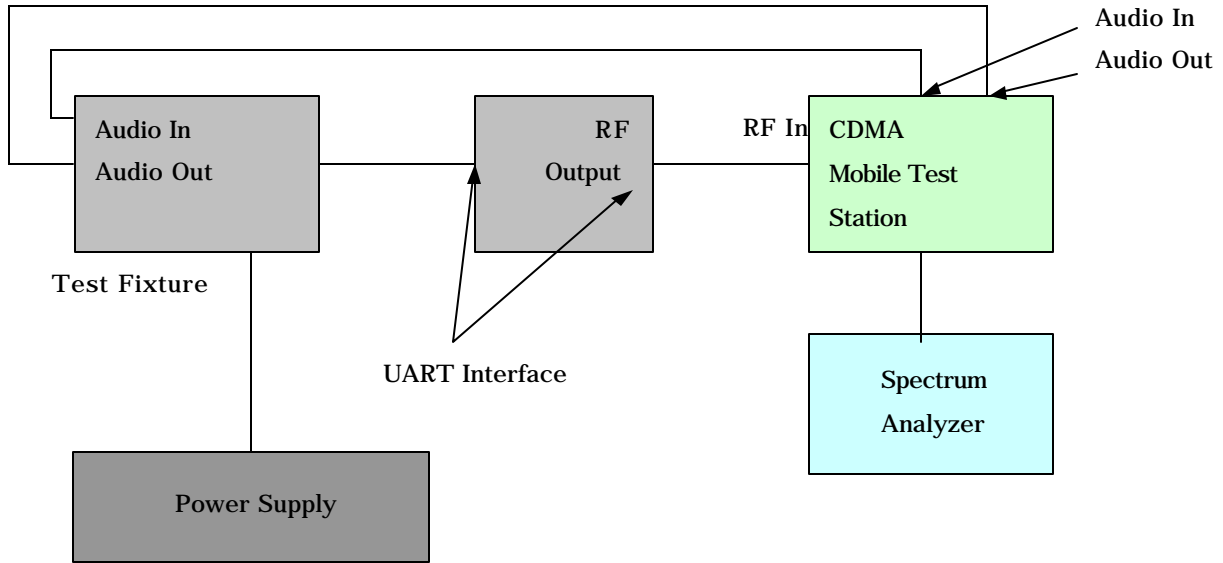 Audio In
Audio Out
Audio In
Audio Out
RF
Output
RF In
CDMA
Mobile Test
Station
Test Fixture
UART Interface
Spectrum
Analyzer
Power Supply